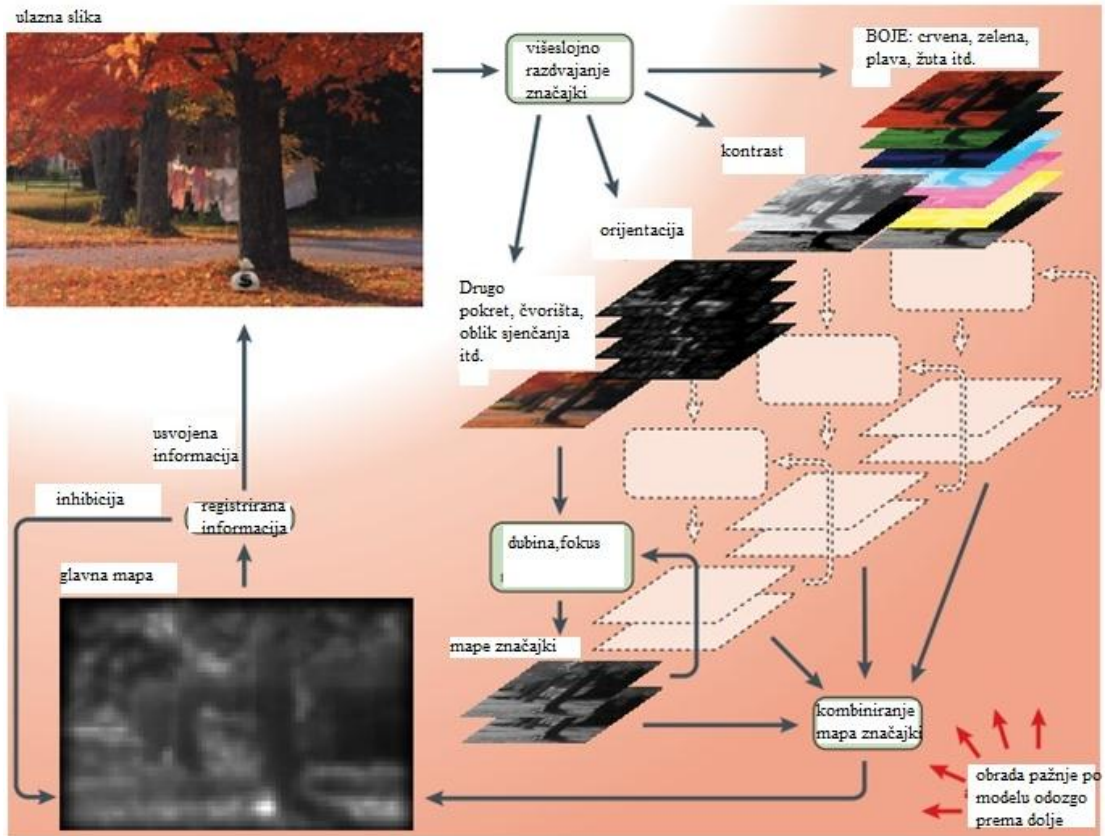 ulazna slika
višeslojno
razdvajanje
značajki
BOJE: crvena, zelena,
plava, žuta itd.
kontrast
orijentacija
Drugo
pokret, čvorišta,
oblik sjenčanja
itd.
$
usvojena
informacija
inhibicija
registrirana
informacija
dubina,fokus
glavna mapa
mape značajki
kombiniranje
mapa značajki
obrada pažnje po
modelu odozgo
prema dolje